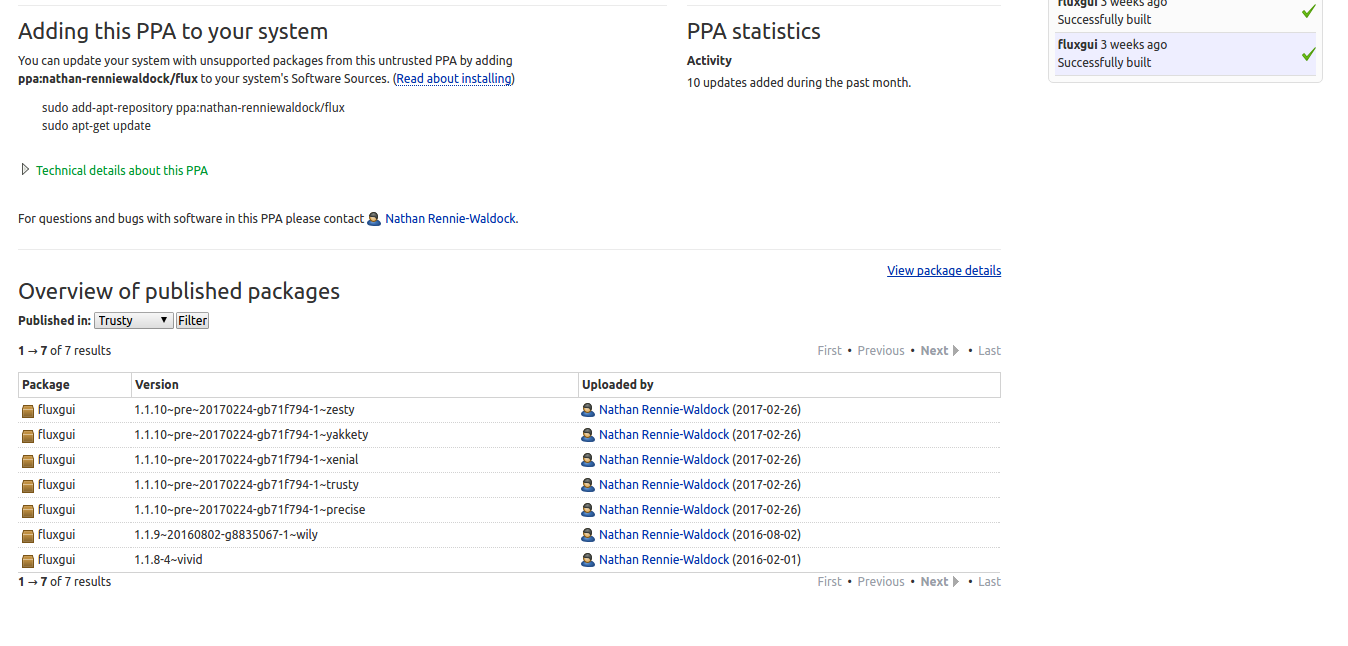 Adding this PPA to your system
You can update your system with unsupported packages from this untrusted PPA by adding
ppa:nathan-renniewaldock/flux to your system's Software Sources. (Read about installing)
sudo add-apt-repository ppa:nathan-renniewaldock/flux
sudo apt-get update
Technical details about this PPA
For questions and bugs with software in this PPA please contact Nathan Rennie-Waldock.
PPA statistics
Activity
10 updates added during the past month.
fluxgui 3 weeks ago
Successfully built
fluxgui 3 weeks ago
Successfully built
View package details
Overview of published packages
Published in: Trusty Filter
1 → 7 of 7 results First • Previous • Next • Last
Package Version Uploaded by
fluxgui 1.1.10~pre~20170224-gb71f794-1~zesty Nathan Rennie-Waldock (2017-02-26)
fluxgui 1.1.10~pre~20170224-gb71f794-1~yakkety Nathan Rennie-Waldock (2017-02-26)
fluxgui 1.1.10~pre~20170224-gb71f794-1~xenial Nathan Rennie-Waldock (2017-02-26)
fluxgui 1.1.10~pre~20170224-gb71f794-1~trusty Nathan Rennie-Waldock (2017-02-26)
fluxgui 1.1.10~pre~20170224-gb71f794-1~precise Nathan Rennie-Waldock (2017-02-26)
fluxgui 1.1.9~20160802-g8835067-1~wily Nathan Rennie-Waldock (2016-08-02)
fluxgui 1.1.8-4~vivid Nathan Rennie-Waldock (2016-02-01)
1 → 7 of 7 results First • Previous • Next • Last